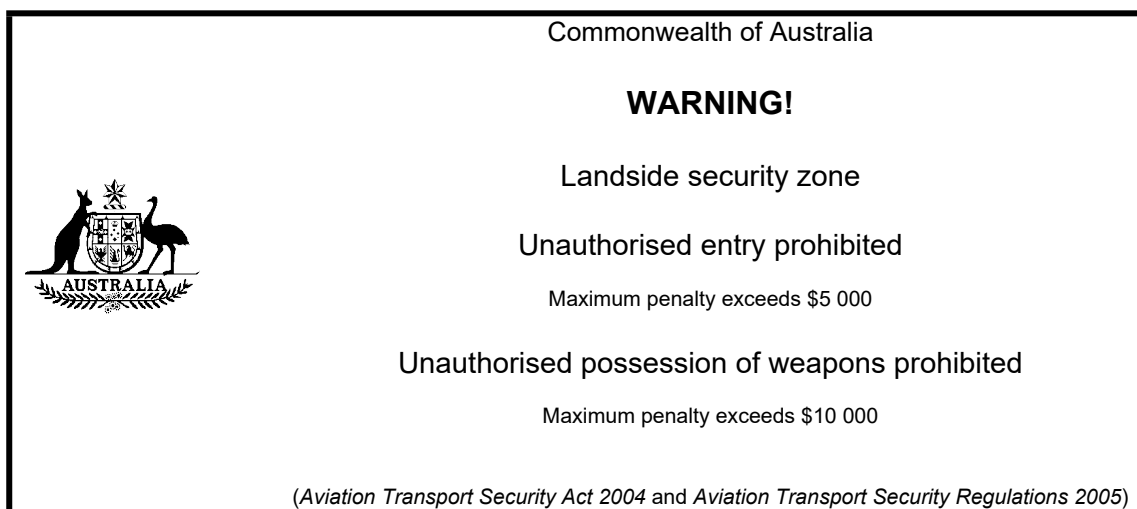 Commonwealth of Australia
WARNING!
Landside security zone
Unauthorised entry prohibited
Maximum penalty exceeds $5 000
Unauthorised possession of weapons prohibited
Maximum penalty exceeds $10 000
AUSTRALIA
(Aviation Transport Security Act 2004 and Aviation Transport Security Regulations 2005)